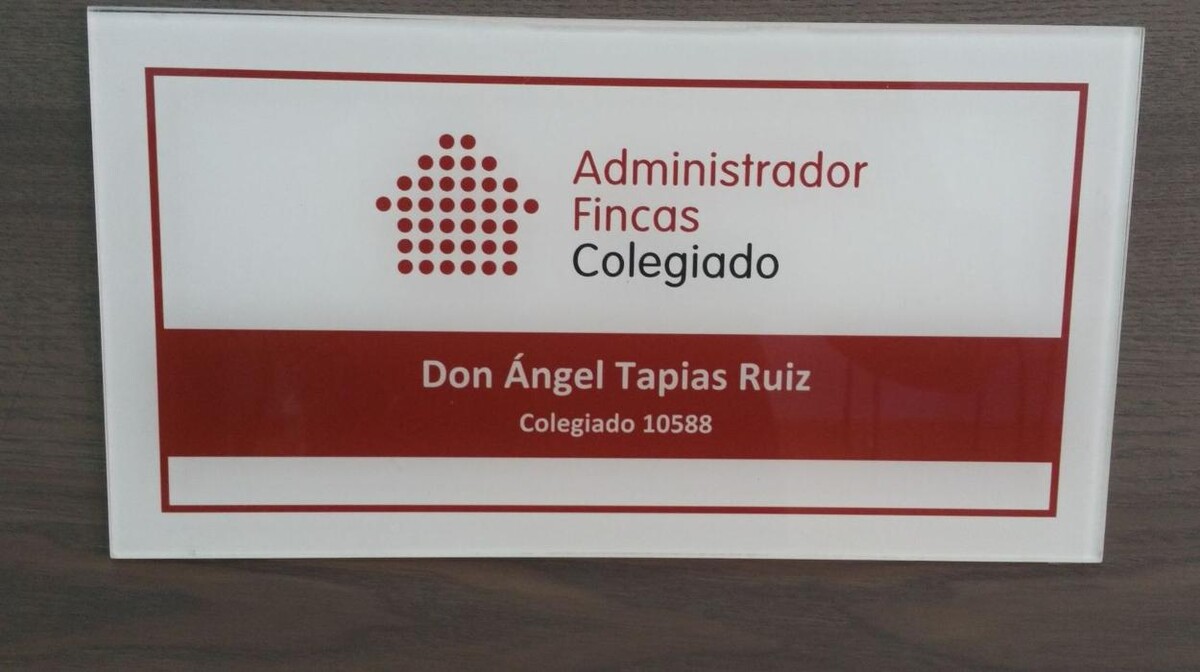 Administrador
Fincas
Colegiado
Don Ángel Tapias Ruiz
Colegiado 10588